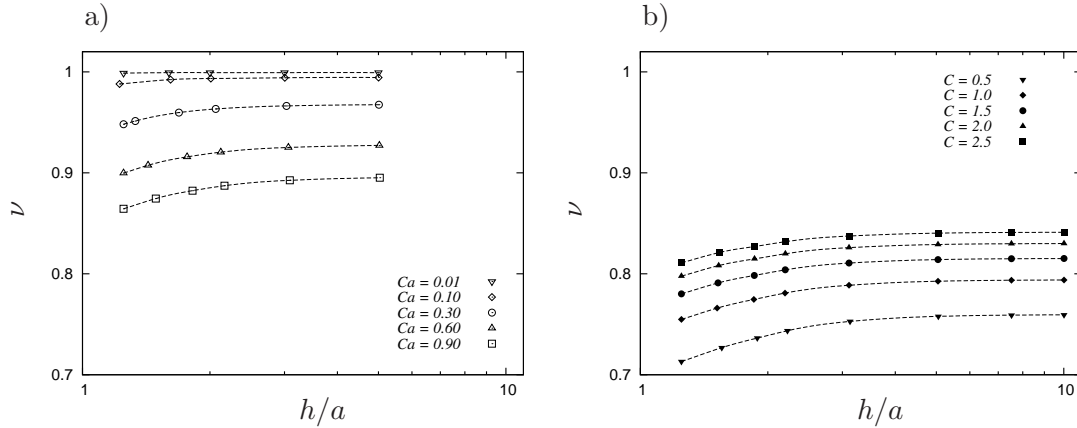 a)
1
0.9
0.8
0.7
ν
Ca = 0.01
Ca = 0.10
Ca = 0.30
Ca = 0.60
Ca = 0.90
1
10
h/a
b)
1
0.9
0.8
0.7
ν
C = 0.5
C = 1.0
C = 1.5
C = 2.0
C = 2.5
1
10
h/a